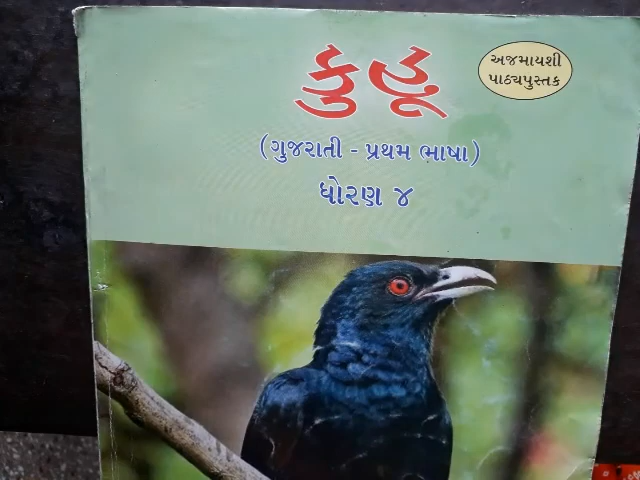 કુહૂ
અજમાયશી
પાઠ્યપુસ્તક
(ગુજરાતી - પ્રથમ ભાષા)
ધોરણ ૪